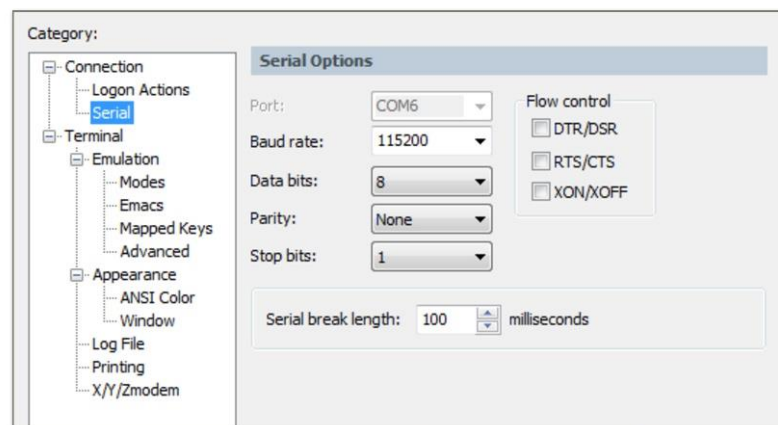 Category:
Connection
Logon Actions
Serial
Terminal
Emulation
Modes
Emacs
Mapped Keys
Advanced
Appearance
ANSI Color
Window
Log File
Printing
X/Y/Zmodem
Serial Options
Port: COM6
Baud rate: 115200
Data bits: 8
Parity: None
Stop bits: 1
Flow control
DTR/DSR
RTS/CTS
XON/XOFF
Serial break length: 100 milliseconds